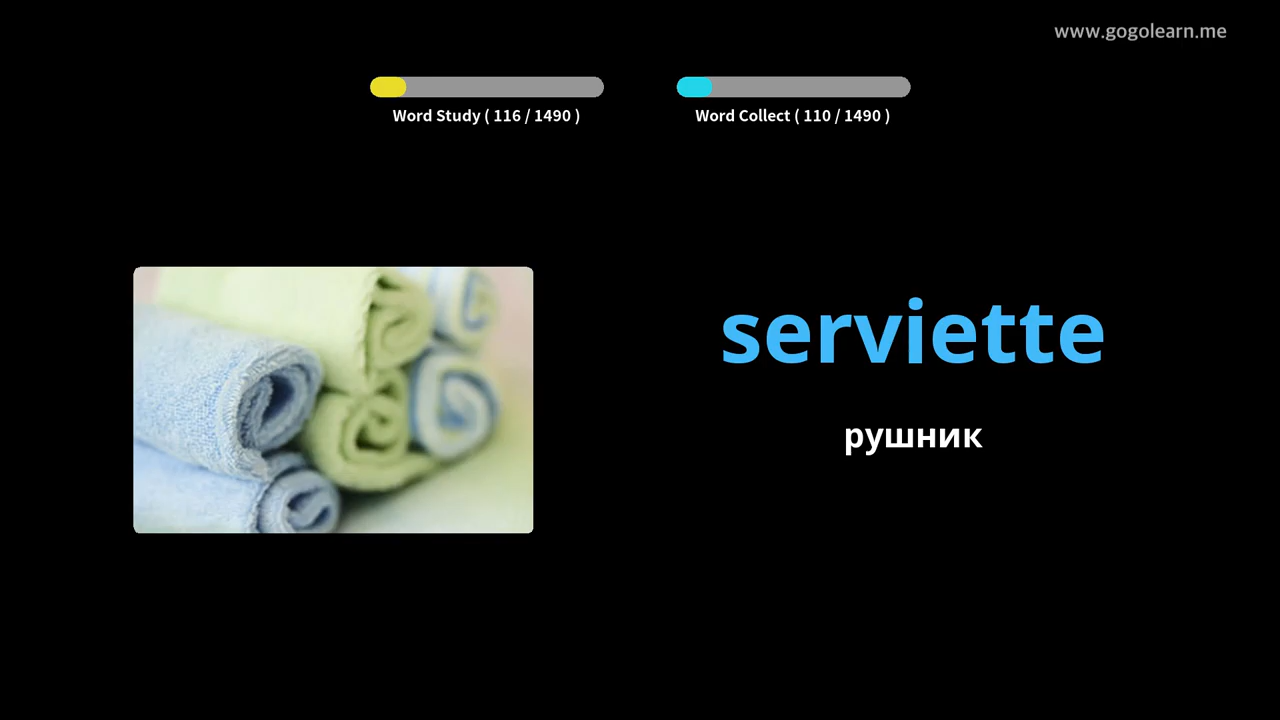 www.gogolearn.me
Word Study ( 116 / 1490 )
Word Collect ( 110 / 1490 )
serviette
рушник